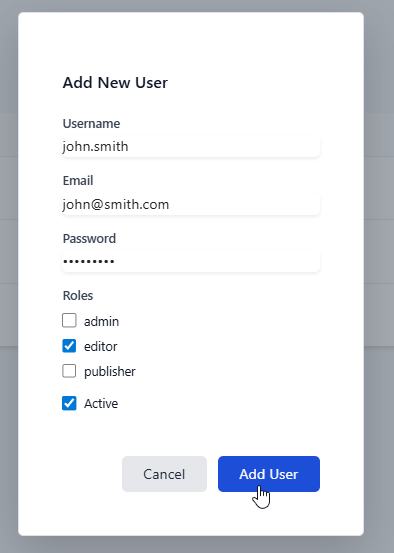 Add New User
Username
john.smith
Email
john@smith.com
Password
•••••••••
Roles
admin
editor
publisher
Active
Cancel
Add User